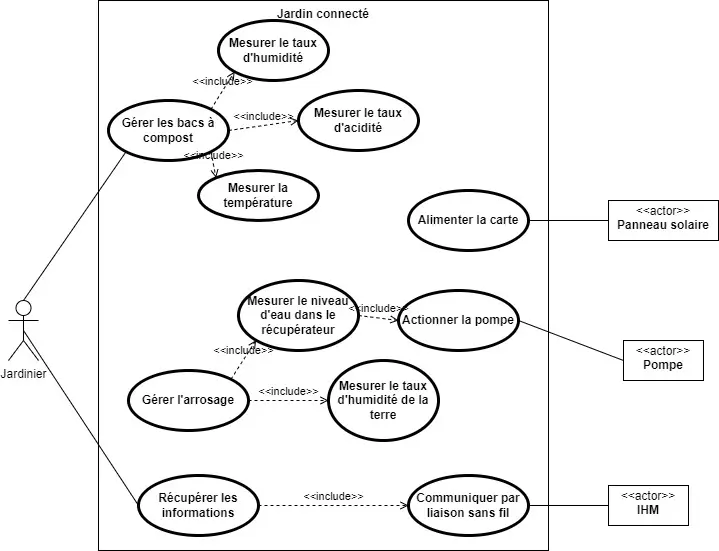 Jardin connecté
Mesurer le taux
d'humidité
<<include>>
Gérer les bacs à
compost
<<include>>
Mesurer le taux
d'acidité
<<include>>
Mesurer la
température
Alimenter la carte
<<actor>>
Panneau solaire
Mesurer le niveau
d'eau dans le
récupérateur
<<include>>
Actionner la pompe
<<actor>>
Pompe
Jardinier
<<include>>
Gérer l'arrosage
<<include>>
Mesurer le taux
d'humidité de la
terre
Récupérer les
informations
<<include>>
Communiquer par
liaison sans fil
<<actor>>
IHM